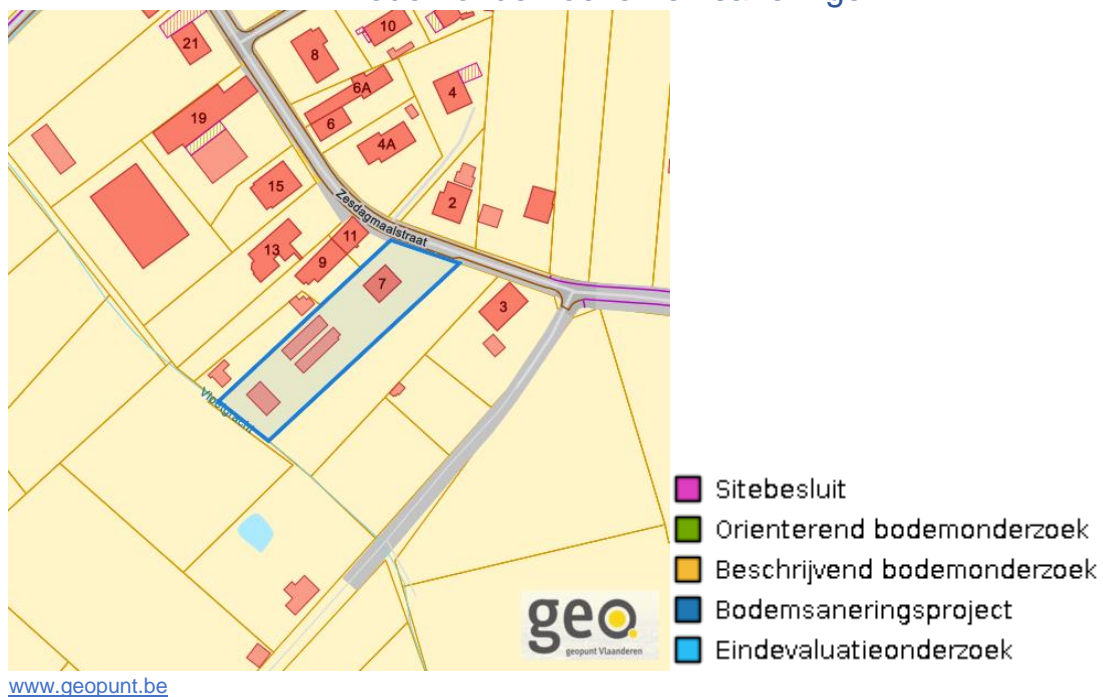 21
10
8
6A
4
19
6
4A
15
2
Zesdagmaalstraat
11
13
9
7
3
Vloetgracht
geo.
geopunt Vlaanderen
Sitebesluit
Orienterend bodemonderzoek
Beschrijvend bodemonderzoek
Bodemsaneringsproject
Eindevaluatieonderzoek
www.geopunt.be